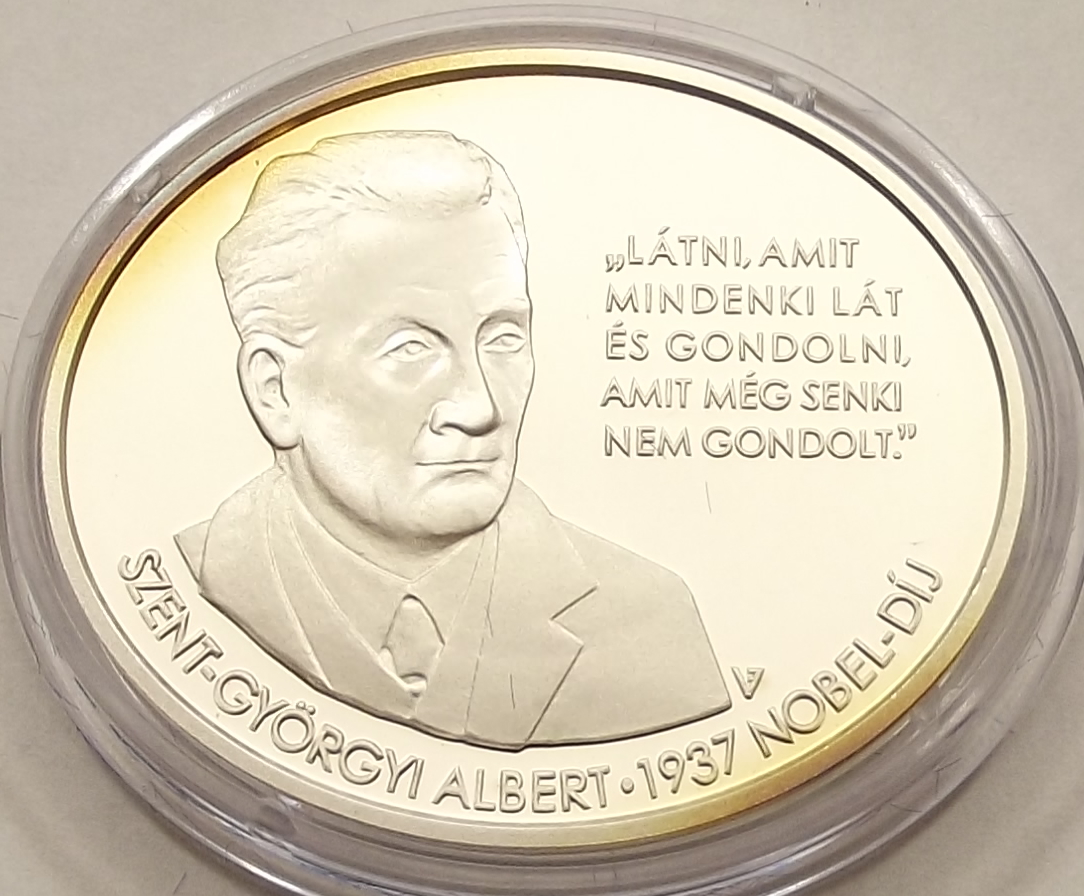 „LÁTNI, AMIT
MINDENKI LÁT
ÉS GONDOLNI,
AMIT MÉG SENKI
NEM GONDOLT.”
SZENT-GYÖRGYI ALBERT • 1937 NOBEL-DÍJ